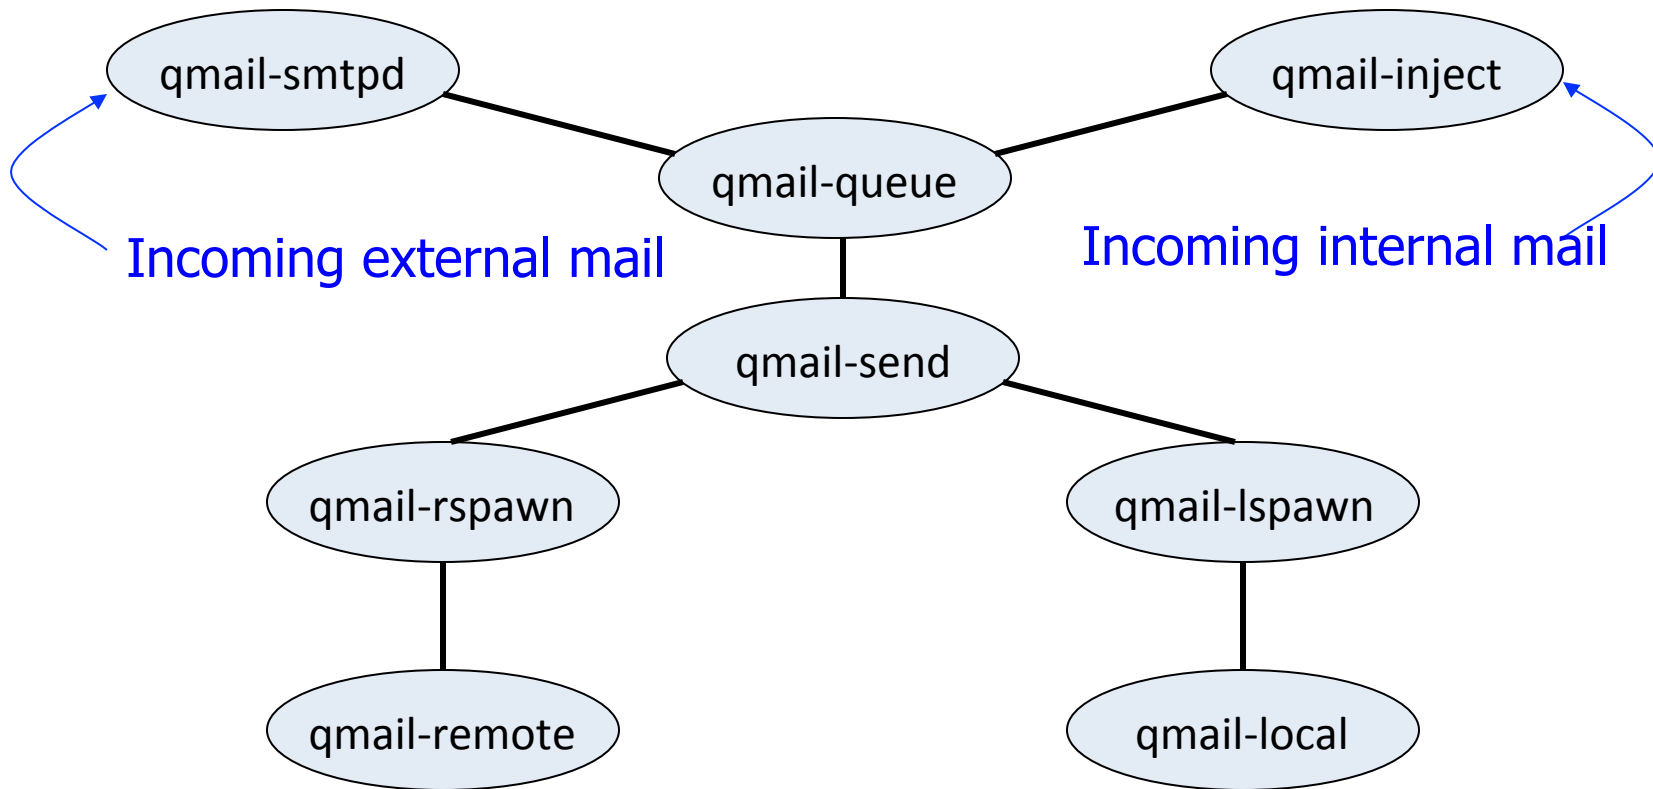 qmail-smtpd
qmail-inject
qmail-queue
Incoming external mail
Incoming internal mail
qmail-send
qmail-rspawn
qmail-lspawn
qmail-remote
qmail-local